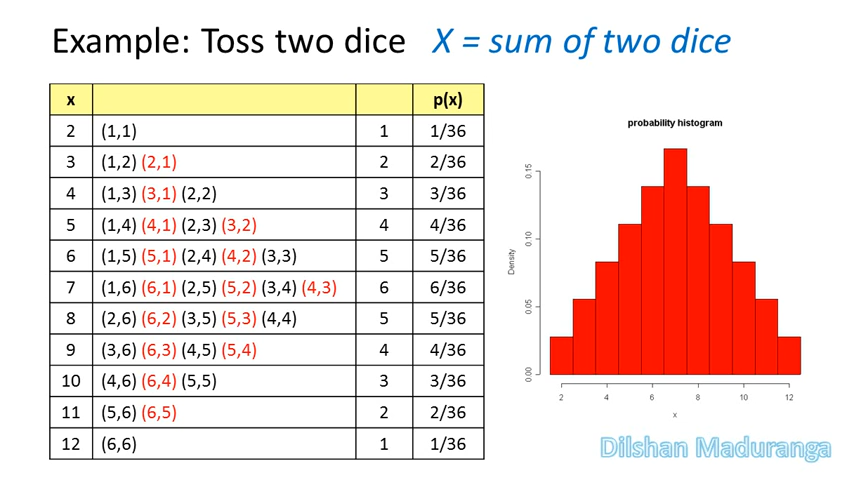 Example: Toss two dice X = sum of two dice
x p(x)
2 (1,1) 1 1/36
3 (1,2) (2,1) 2 2/36
4 (1,3) (3,1) (2,2) 3 3/36
5 (1,4) (4,1) (2,3) (3,2) 4 4/36
6 (1,5) (5,1) (2,4) (4,2) (3,3) 5 5/36
7 (1,6) (6,1) (2,5) (5,2) (3,4) (4,3) 6 6/36
8 (2,6) (6,2) (3,5) (5,3) (4,4) 5 5/36
9 (3,6) (6,3) (4,5) (5,4) 4 4/36
10 (4,6) (6,4) (5,5) 3 3/36
11 (5,6) (6,5) 2 2/36
12 (6,6) 1 1/36
probability histogram
Density
0.15
0.10
0.05
0.00
2 4 6 8 10 12
x
Dilshan Maduranga